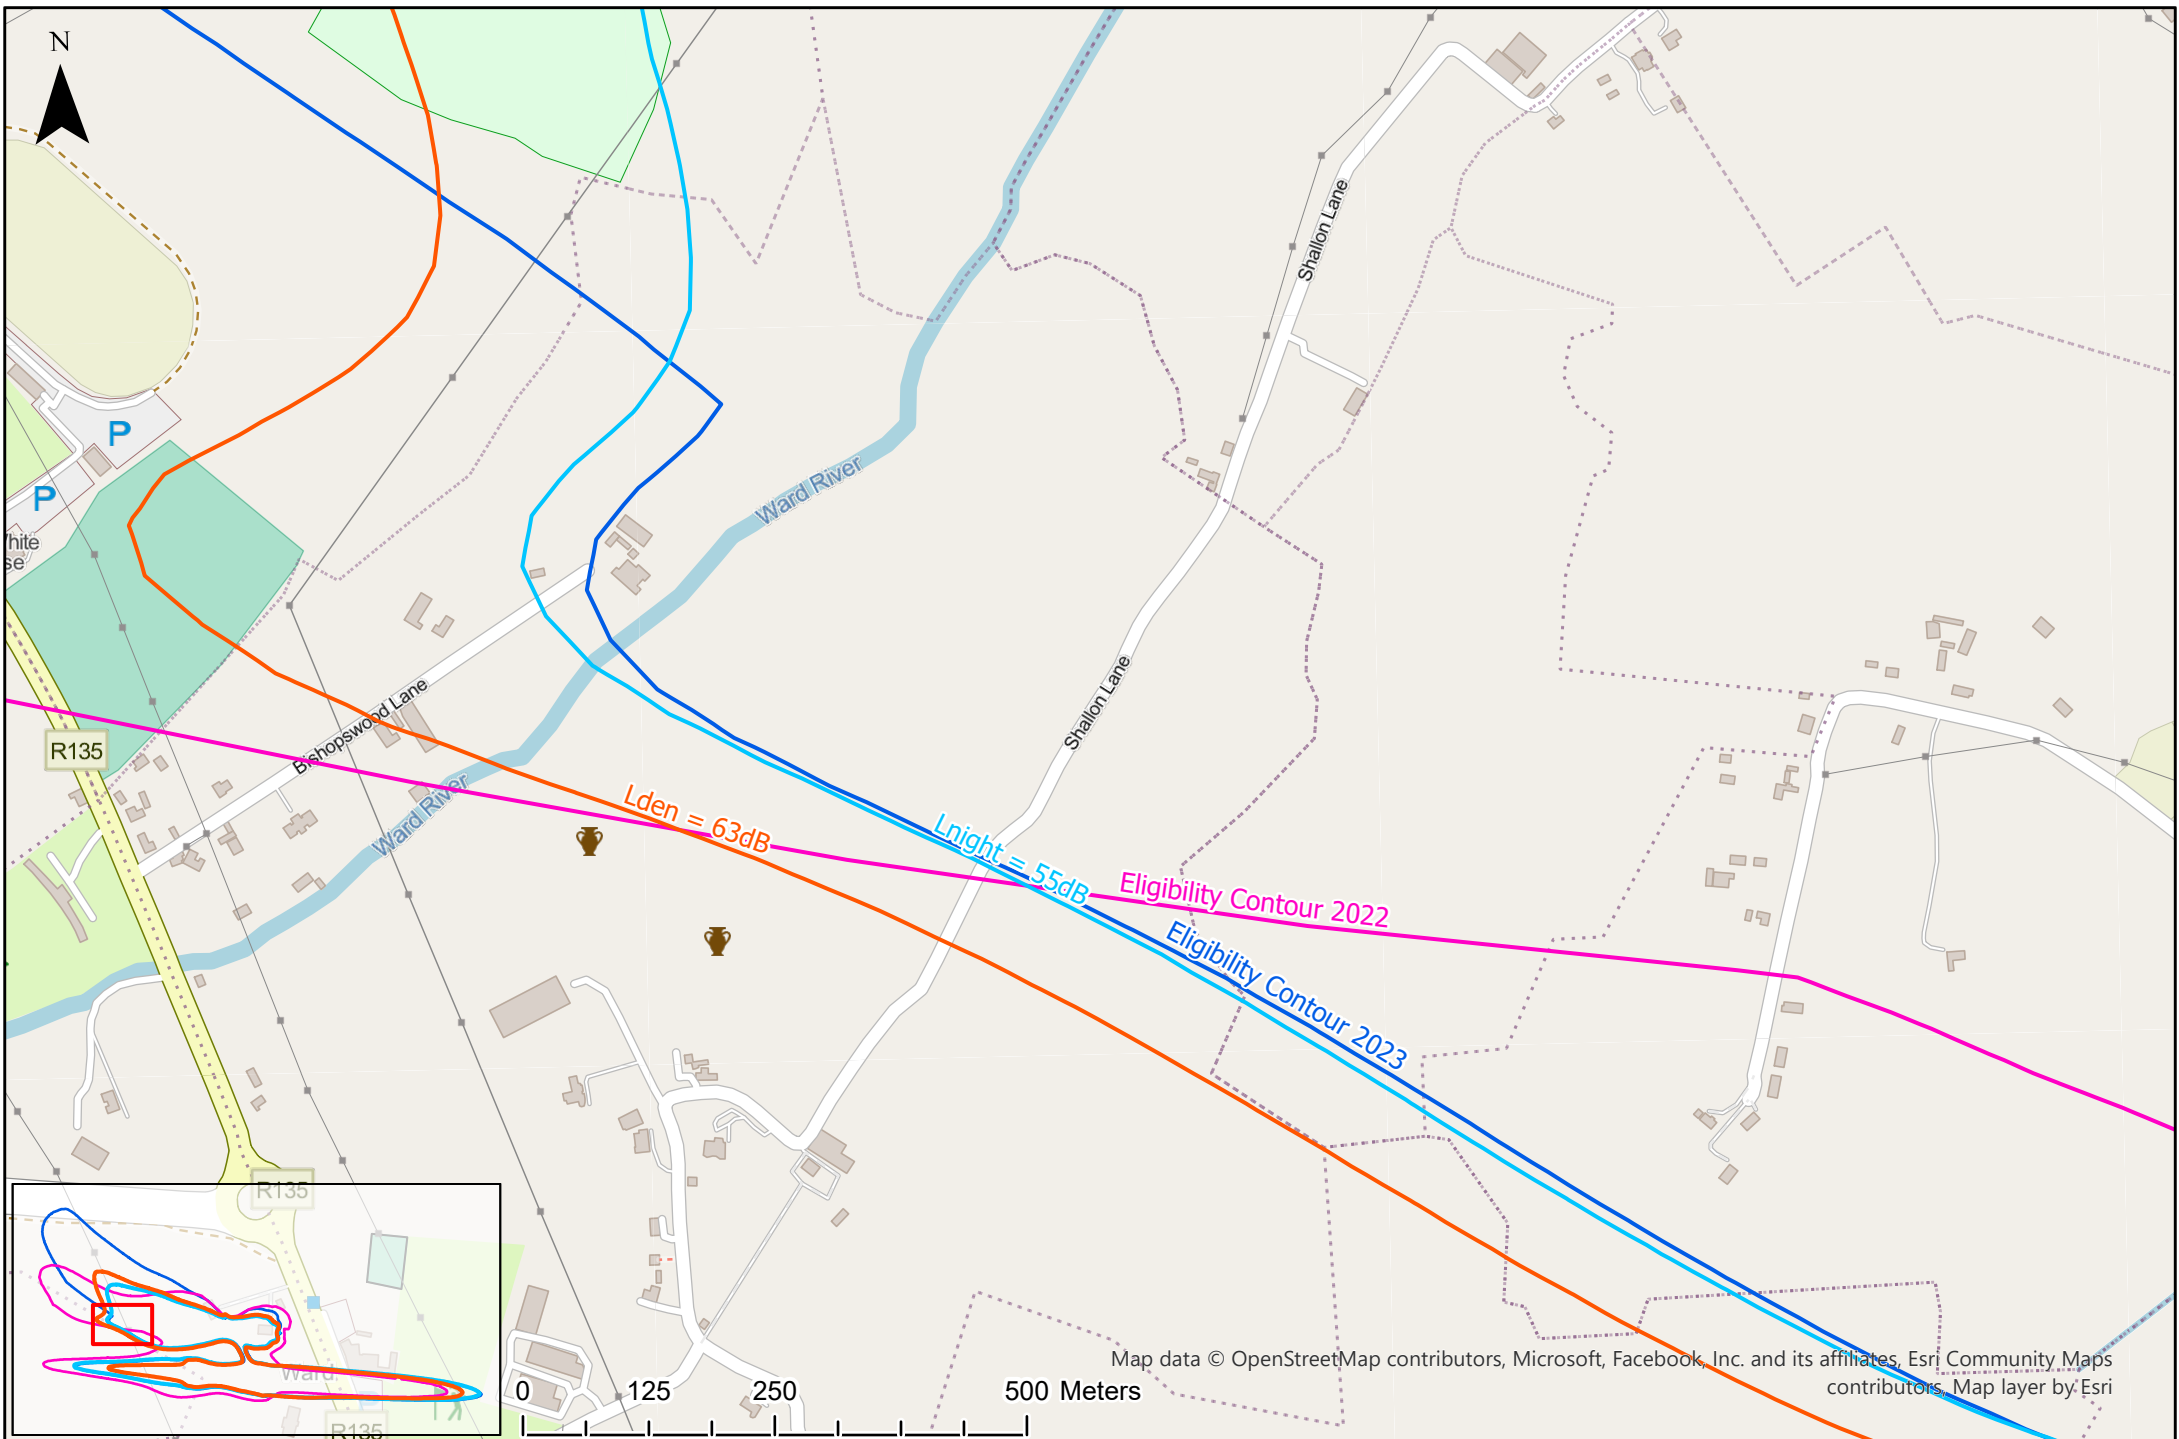 N
Shallon Lane
P
P
Ward River
hite
se
Shallon Lane
Bishopswood Lane
R135
Ward River
Lden = 63dB
Lnight = 55dB
Eligibility Contour 2022
Eligibility Contour 2023
R135
Ward
R135
0 125 250 500 Meters
Map data © OpenStreetMap contributors, Microsoft, Facebook, Inc. and its affiliates, Esri Community Maps
contributors, Map layer by Esri